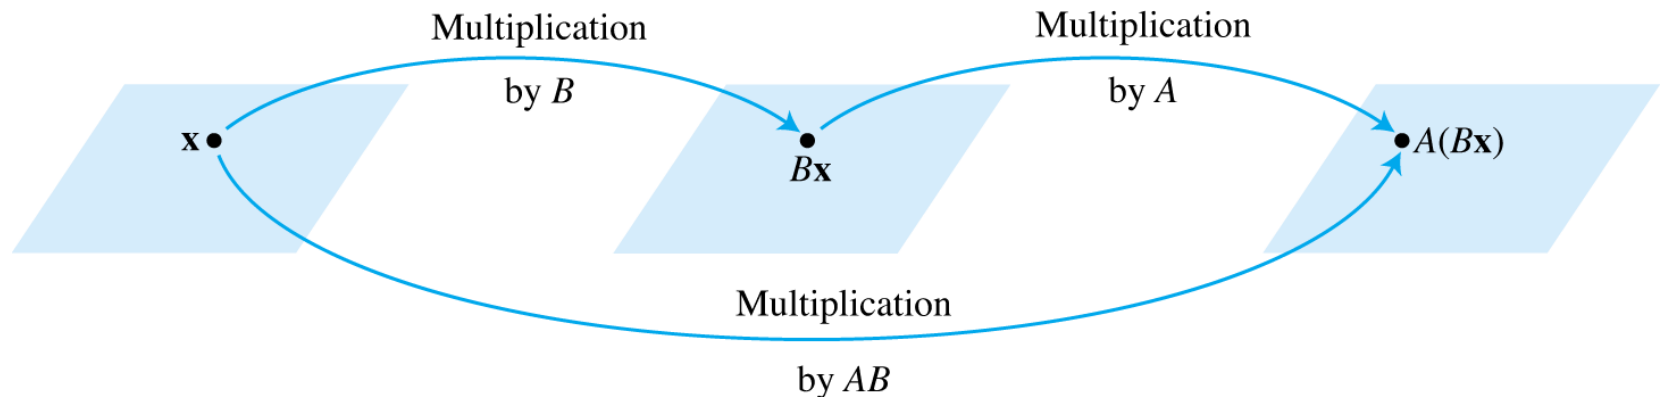 Multiplication
by B
Multiplication
by A
x
Bx
A(Bx)
Multiplication
by AB